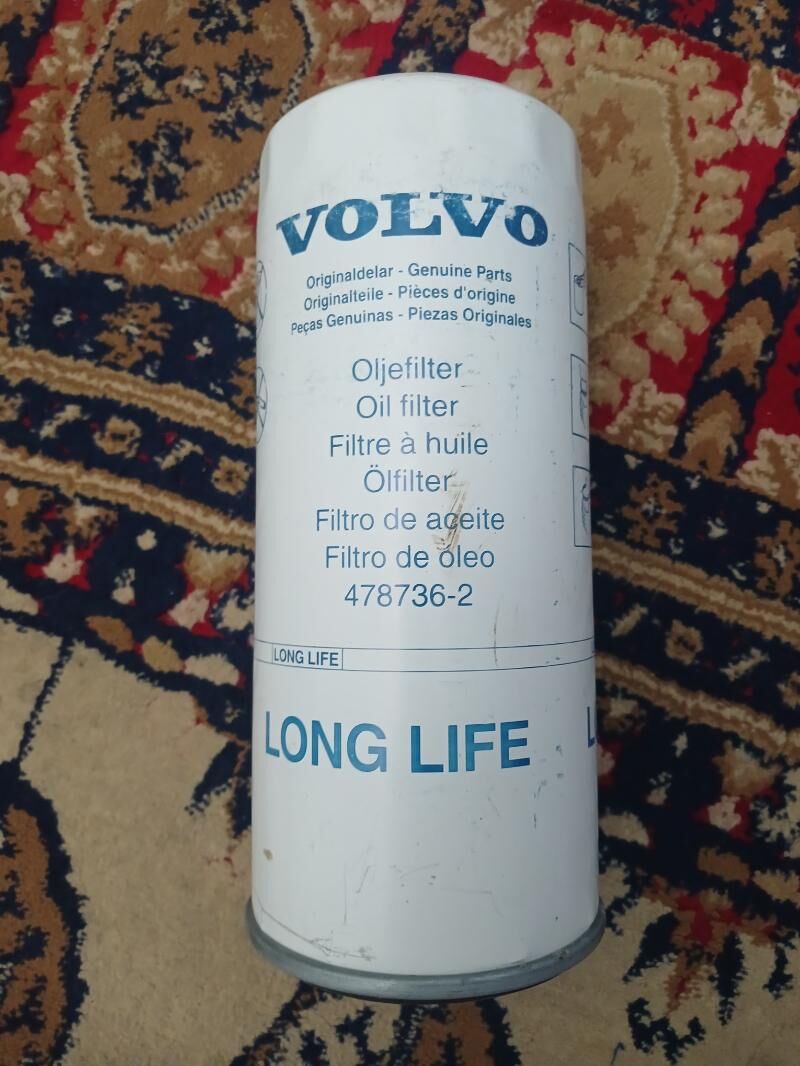 VOLVO
Originaldelar - Genuine Parts
Originalteile - Pièces d'origine
Peças Genuinas - Piezas Originales
Oljefilter
Oil filter
Filtre à huile
Ölfilter
Filtro de aceite
Filtro de óleo
478736-2
LONG LIFE
LONG LIFE